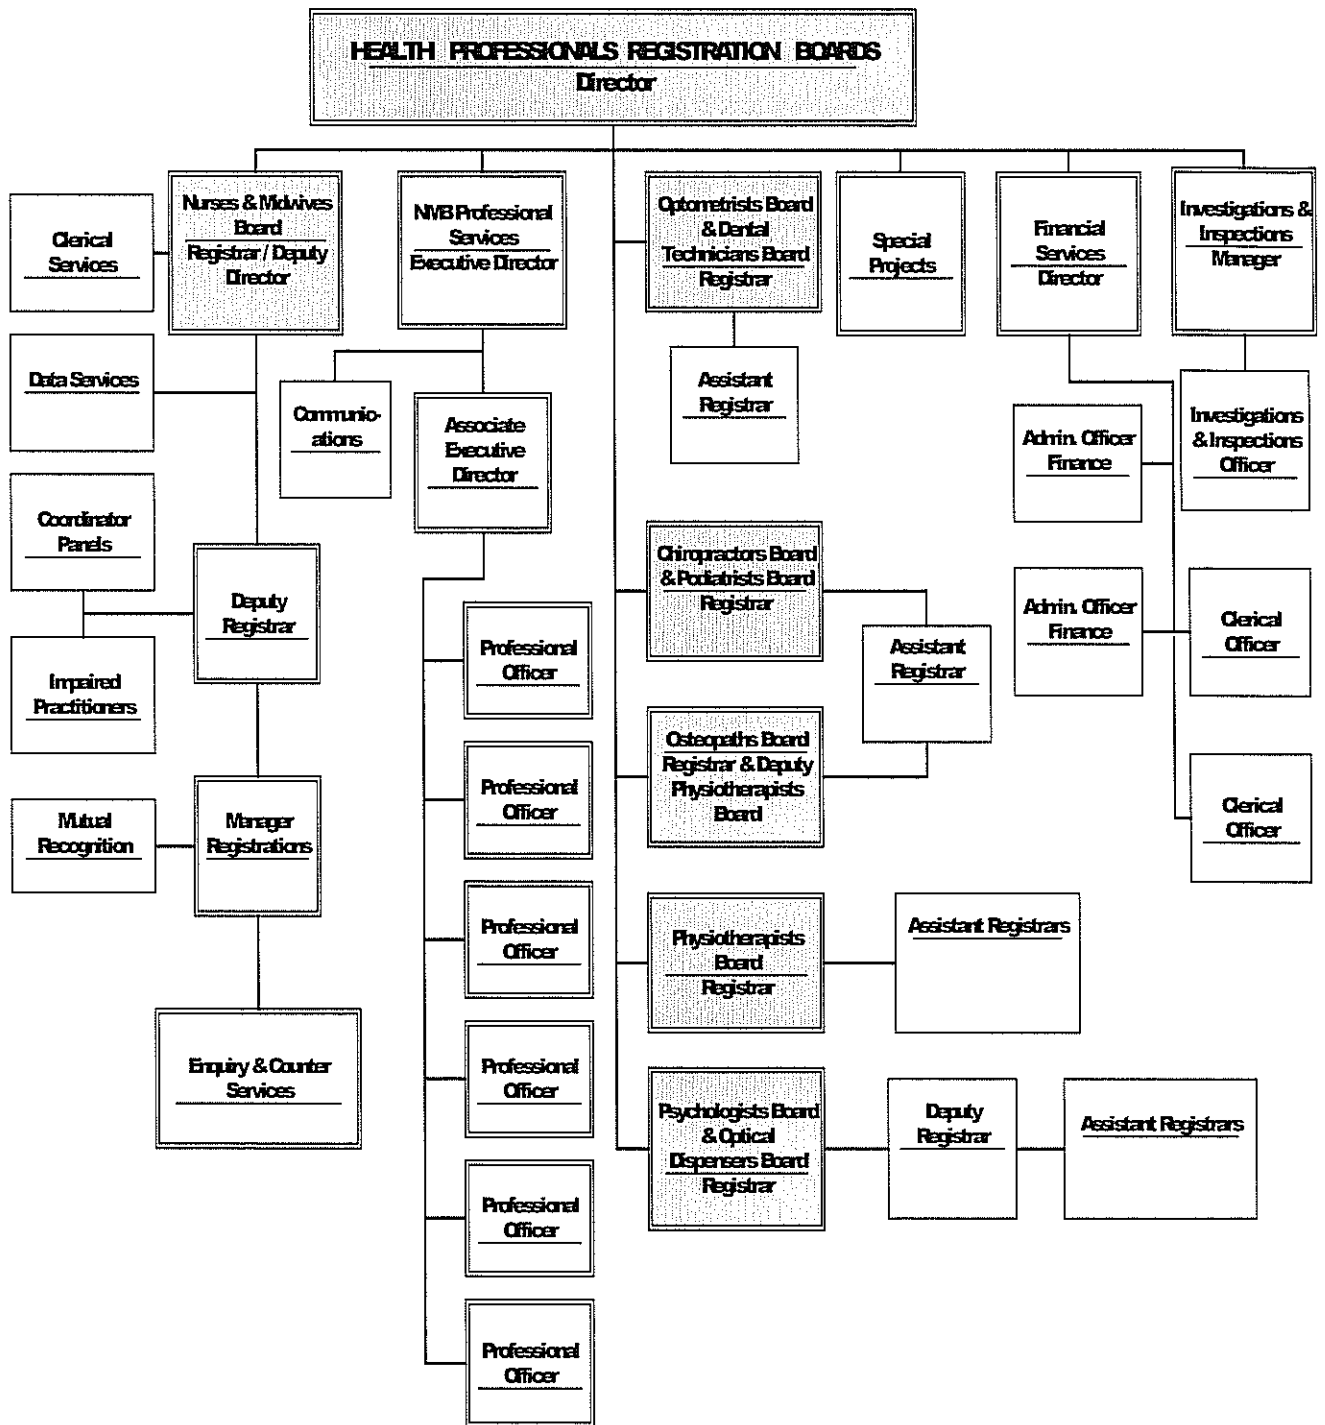 HEALTH PROFESSIONALS REGISTRATION BOARDS
Director
Clerical
Services
Nurses & Midwives
Board
Registrar / Deputy
Director
NMB Professional
Services
Executive Director
Optometrists Board
& Dental
Technicians Board
Registrar
Special
Projects
Financial
Services
Director
Investigations &
Inspections
Manager
Data Services
Communic-
ations
Associate
Executive
Director
Assistant
Registrar
Admin. Officer
Finance
Investigations
& Inspections
Officer
Coordinator
Panels
Deputy
Registrar
Impaired
Practitioners
Professional
Officer
Chiropractors Board
& Podiatrists Board
Registrar
Assistant
Registrar
Admin. Officer
Finance
Clerical
Officer
Osteopaths Board
Registrar & Deputy
Physiotherapists
Board
Mutual
Recognition
Manager
Registrations
Professional
Officer
Clerical
Officer
Professional
Officer
Physiotherapists
Board
Registrar
Assistant Registrars
Enquiry & Counter
Services
Professional
Officer
Psychologists Board
& Optical
Dispensers Board
Registrar
Deputy
Registrar
Assistant Registrars
Professional
Officer
Professional
Officer